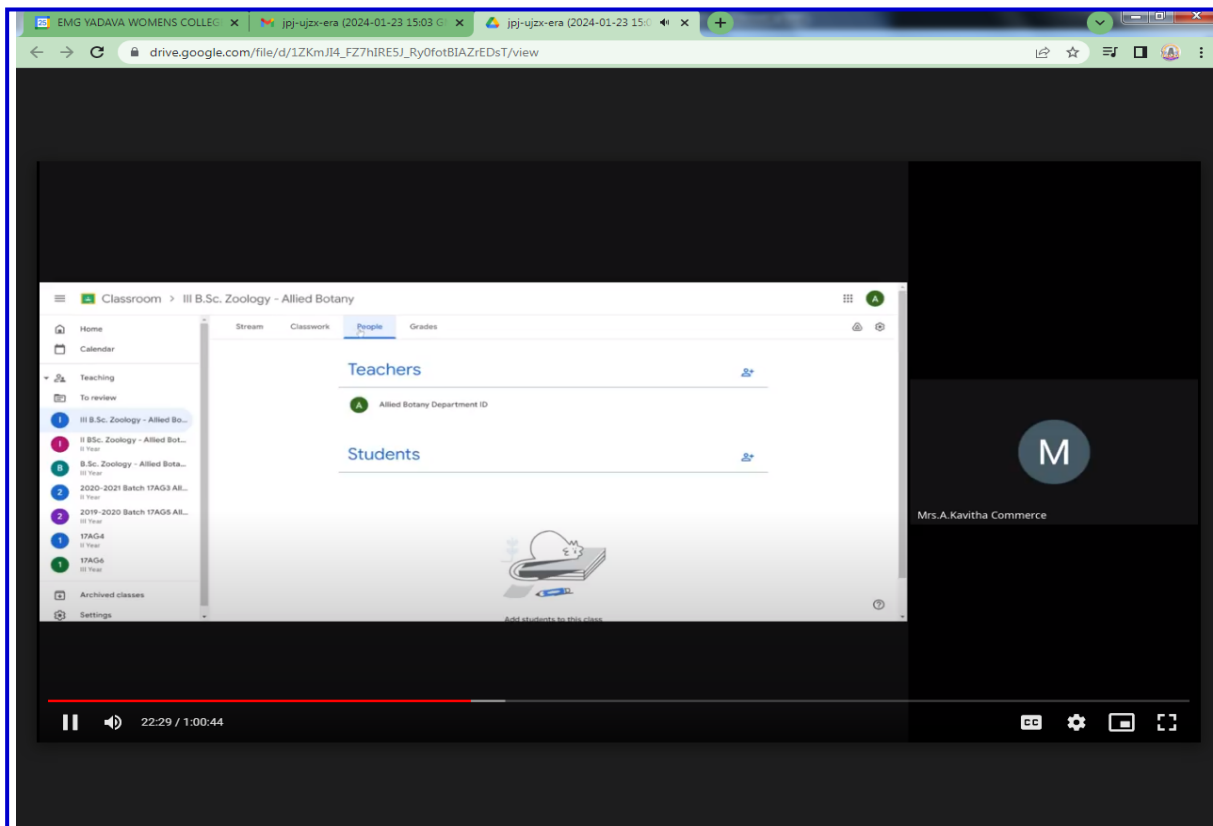 EMG YADAVA WOMENS COLLEG
jpj-ujzx-era (2024-01-23 15:03 G
jpj-ujzx-era (2024-01-23 15:0
drive.google.com/file/d/1ZKmJI4_FZ7hIRE5J_Ry0fotBIAZrEDsT/view
Classroom > III B.Sc. Zoology - Allied Botany
A
Home
Calendar
Teaching
To review
I III B.Sc. Zoology - Allied Bo...
I II BSc. Zoology - Allied Bot...
II Year
B B.Sc. Zoology - Allied Bota...
III Year
2 2020-2021 Batch 17AG3 All...
II Year
2 2019-2020 Batch 17AG5 All...
III Year
1 17AG4
II Year
1 17AG6
III Year
Archived classes
Settings
Stream Classwork People Grades
Teachers
A Allied Botany Department ID
Students
Add students to this class
M
Mrs.A.Kavitha Commerce
22:29 / 1:00:44
CC